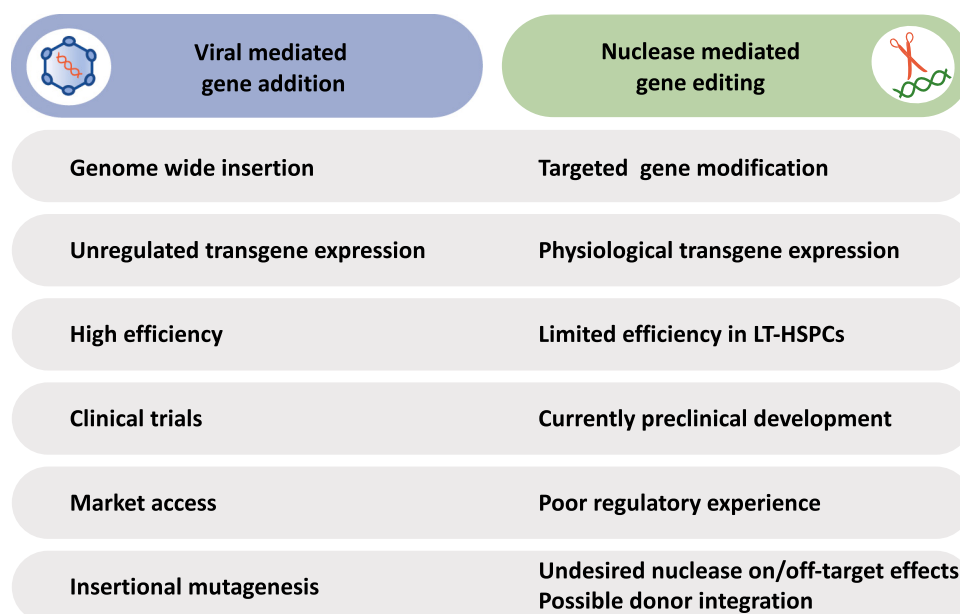 Viral mediated
gene addition
Nuclease mediated
gene editing
Genome wide insertion
Targeted  gene modification
Unregulated transgene expression
Physiological transgene expression
High efficiency
Limited efficiency in LT-HSPCs
Clinical trials
Currently preclinical development
Market access
Poor regulatory experience
Insertional mutagenesis
Undesired nuclease on/off-target effects
Possible donor integration